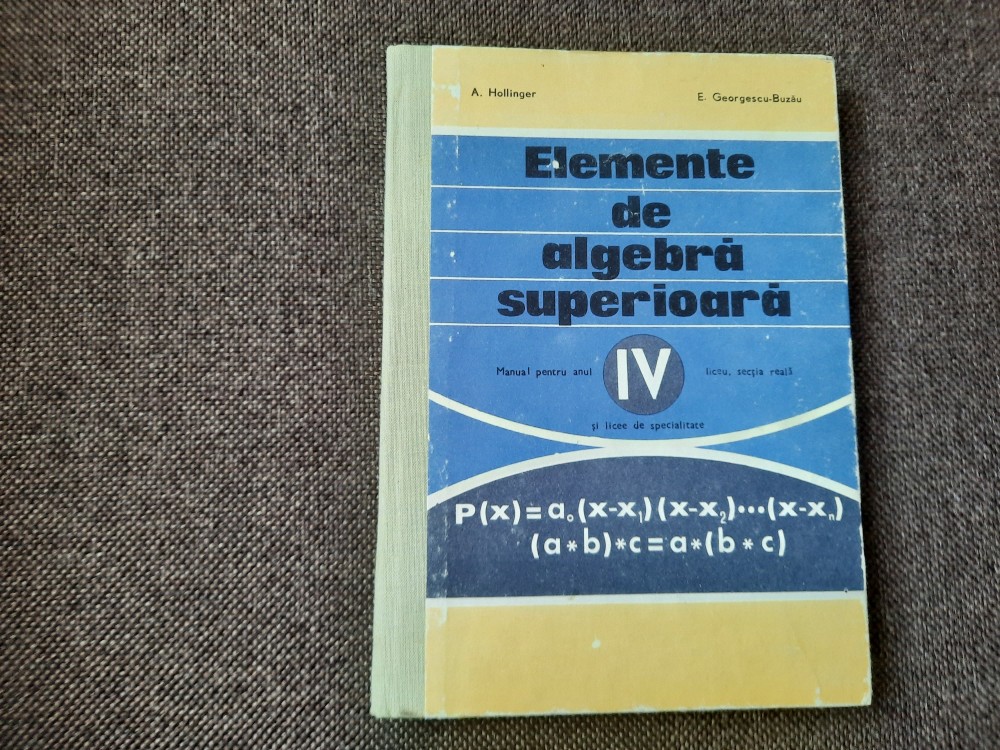 A. Hollinger E. Georgescu-Buzău
Elemente
de
algebră
superioară
Manual pentru anul IV liceu, secția reală
și licee de specialitate
P(x)=a₀(x-x₁)(x-x₂)•••(x-xₙ)
(a*b)*c=a*(b*c)